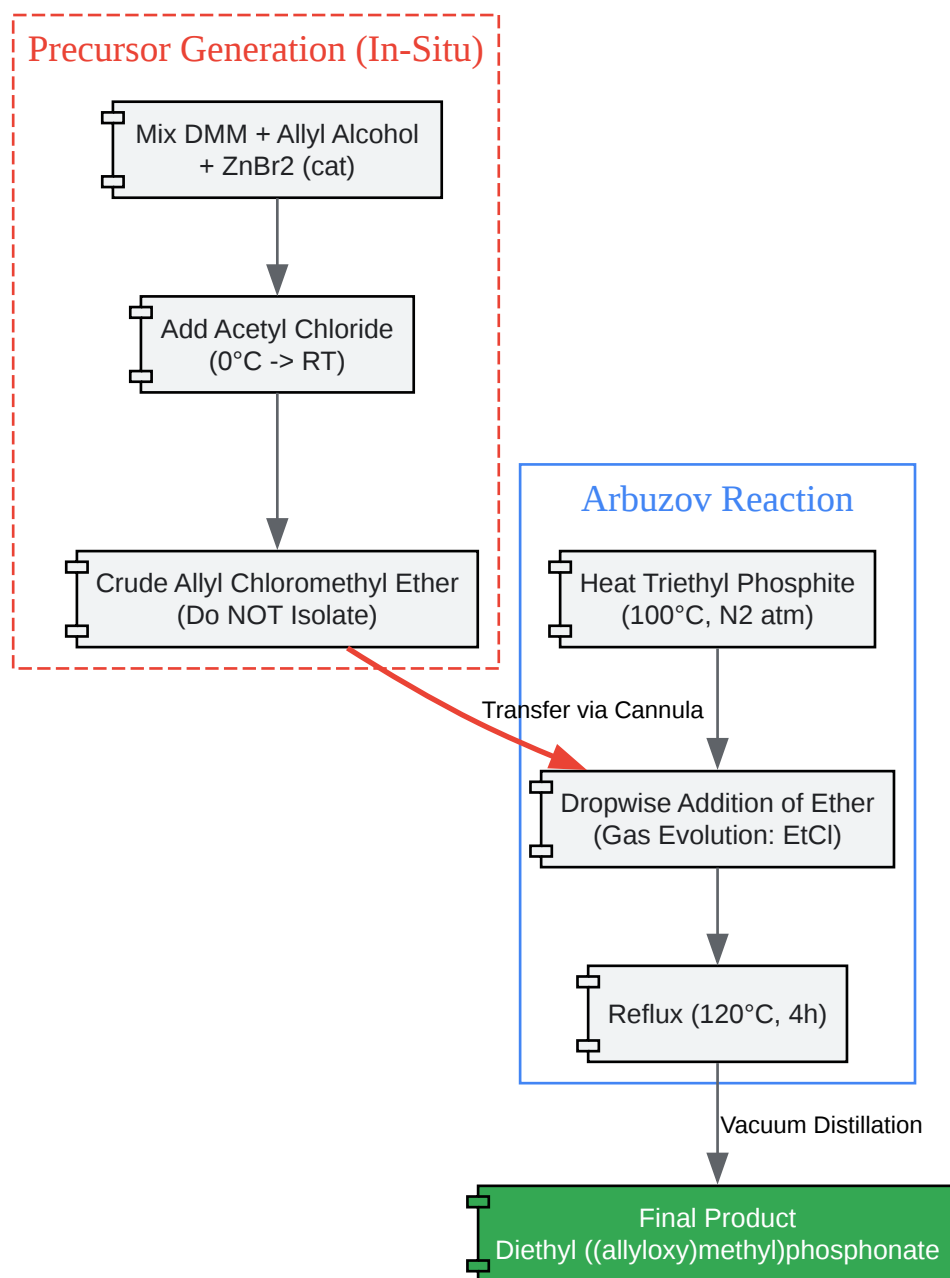 Precursor Generation (In-Situ)
Mix DMM + Allyl Alcohol
+ ZnBr2 (cat)
Add Acetyl Chloride
(0°C -> RT)
Crude Allyl Chloromethyl Ether
(Do NOT Isolate)
Arbuzov Reaction
Heat Triethyl Phosphite
(100°C, N2 atm)
Transfer via Cannula
Dropwise Addition of Ether
(Gas Evolution: EtCl)
Reflux (120°C, 4h)
Vacuum Distillation
Final Product
Diethyl ((allyloxy)methyl)phosphonate